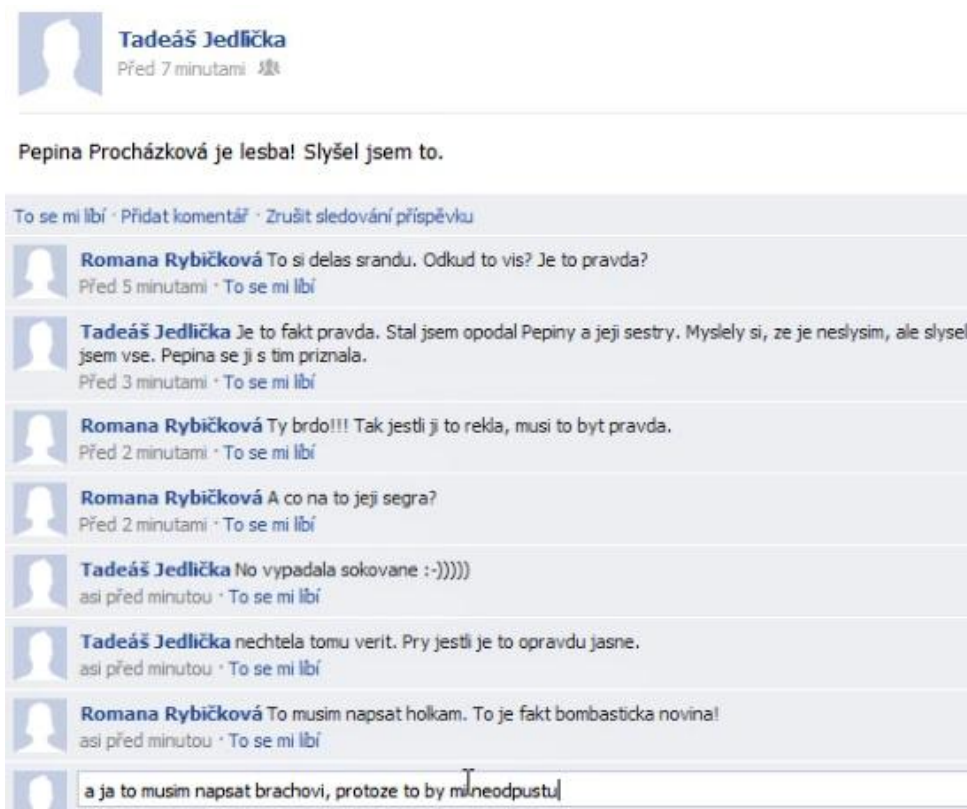 Tadeáš Jedlička
Před 7 minutami
Pepina Procházková je lesba! Slyšel jsem to.
To se mi líbí · Přidat komentář · Zrušit sledování příspěvku
Romana Rybičková To si delas srandu. Odkud to vis? Je to pravda?
Před 5 minutami · To se mi líbí
Tadeáš Jedlička Je to fakt pravda. Stal jsem opodal Pepiny a jeji sestry. Myslely si, ze je neslysim, ale slysel
jsem vse. Pepina se ji s tim priznala.
Před 3 minutami · To se mi líbí
Romana Rybičková Ty brdo!!! Tak jestli ji to rekla, musi to byt pravda.
Před 2 minutami · To se mi líbí
Romana Rybičková A co na to jeji segra?
Před 2 minutami · To se mi líbí
Tadeáš Jedlička No vypadala sokovane :-)))))
asi před minutou · To se mi líbí
Tadeáš Jedlička nechtela tomu verit. Pry jestli je to opravdu jasne.
asi před minutou · To se mi líbí
Romana Rybičková To musim napsat holkam. To je fakt bombasticka novina!
asi před minutou · To se mi líbí
a ja to musim napsat brachovi, protoze to by mi neodpustu